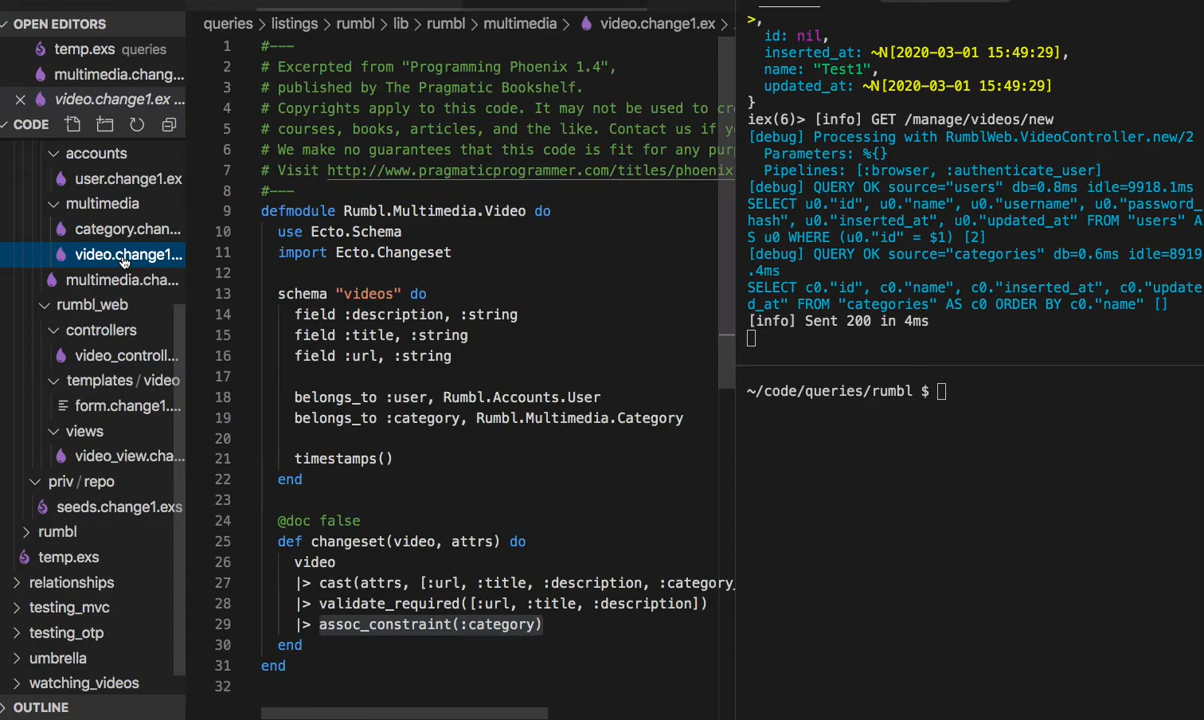 OPEN EDITORS
temp.exs queries
multimedia.chang...
video.change1.ex ...
CODE
accounts
user.change1.ex
multimedia
category.chan...
video.change1...
multimedia.cha...
rumbl_web
controllers
video_controll...
templates / video
form.change1....
views
video_view.cha...
priv / repo
seeds.change1.exs
rumbl
temp.exs
relationships
testing_mvc
testing_otp
umbrella
watching_videos
OUTLINE
queries > listings > rumbl > lib > rumbl > multimedia > video.change1.ex
1 #---
2 # Excerpted from "Programming Phoenix 1.4",
3 # published by The Pragmatic Bookshelf.
4 # Copyrights apply to this code. It may not be used to cr
5 # courses, books, articles, and the like. Contact us if y
6 # We make no guarantees that this code is fit for any pur
7 # Visit http://www.pragmaticprogrammer.com/titles/phoenix
8 #---
9 defmodule Rumbl.Multimedia.Video do
10 use Ecto.Schema
11 import Ecto.Changeset
12
13 schema "videos" do
14 field :description, :string
15 field :title, :string
16 field :url, :string
17
18 belongs_to :user, Rumbl.Accounts.User
19 belongs_to :category, Rumbl.Multimedia.Category
20
21 timestamps()
22 end
23
24 @doc false
25 def changeset(video, attrs) do
26 video
27 |> cast(attrs, [:url, :title, :description, :category_
28 |> validate_required([:url, :title, :description])
29 |> assoc_constraint(:category)
30 end
31 end
32
>,
id: nil,
inserted_at: ~N[2020-03-01 15:49:29],
name: "Test1",
updated_at: ~N[2020-03-01 15:49:29]
}
iex(6)> [info] GET /manage/videos/new
[debug] Processing with RumblWeb.VideoController.new/2
Parameters: %{}
Pipelines: [:browser, :authenticate_user]
[debug] QUERY OK source="users" db=0.8ms idle=9918.1ms
SELECT u0."id", u0."name", u0."username", u0."password_
hash", u0."inserted_at", u0."updated_at" FROM "users" A
S u0 WHERE (u0."id" = $1) [2]
[debug] QUERY OK source="categories" db=0.6ms idle=8919
.4ms
SELECT c0."id", c0."name", c0."inserted_at", c0."update
d_at" FROM "categories" AS c0 ORDER BY c0."name" []
[info] Sent 200 in 4ms
~/code/queries/rumbl $